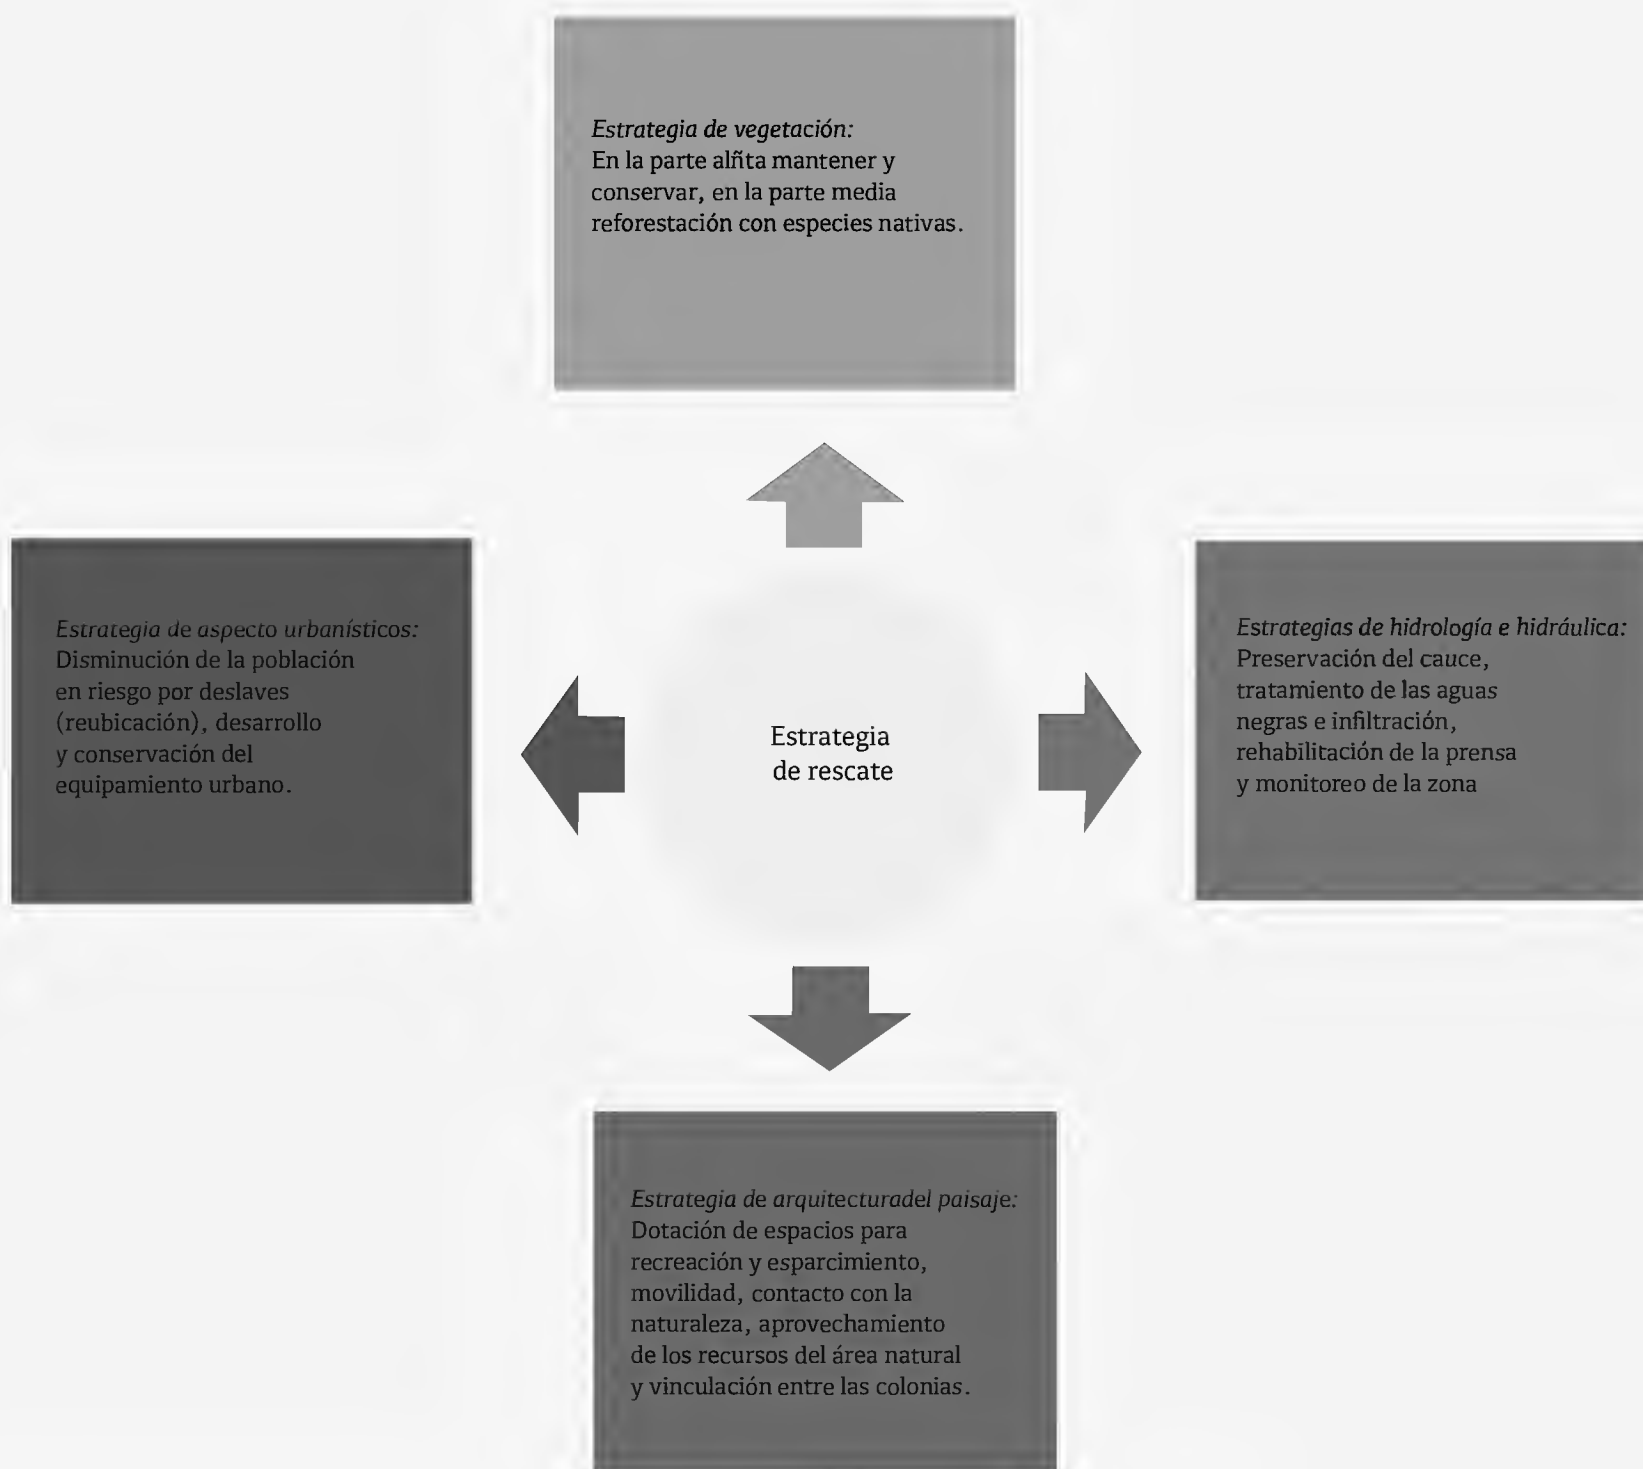 Estrategia de vegetación:
En la parte alñta mantener y
conservar, en la parte media
reforestación con especies nativas.
Estrategia de aspecto urbanísticos:
Disminución de la población
en riesgo por deslaves
(reubicación), desarrollo
y conservación del
equipamiento urbano.
Estrategia
de rescate
Estrategias de hidrología e hidráulica:
Preservación del cauce,
tratamiento de las aguas
negras e infiltración,
rehabilitación de la prensa
y monitoreo de la zona
Estrategia de arquitecturadel paisaje:
Dotación de espacios para
recreación y esparcimiento,
movilidad, contacto con la
naturaleza, aprovechamiento
de los recursos del área natural
y vinculación entre las colonias.